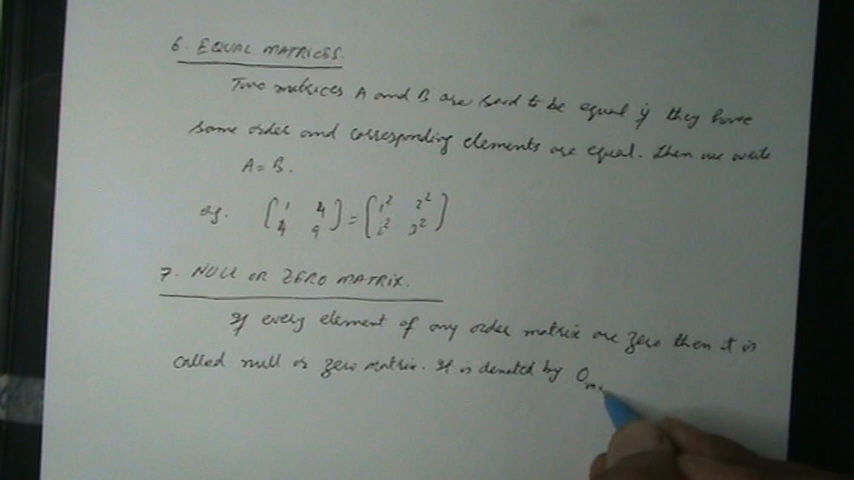 6. EQUAL MATRICES.
Two matrices A and B are said to be equal if they have
same order and corresponding elements are equal. Then we write
A = B.
eg. (1 4 4 9) = (1² 2² 2² 3²)
7. NULL OR ZERO MATRIX.
If every element of any order matrix are zero then it is
called null or zero matrix. It is denoted by O